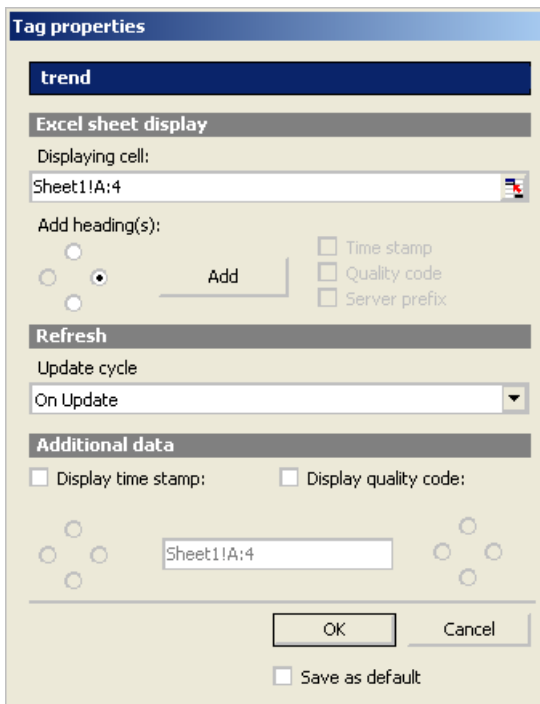 Tag properties
trend
Excel sheet display
Displaying cell:
Sheet1!A:4
Add heading(s):
Add
Time stamp
Quality code
Server prefix
Refresh
Update cycle
On Update
Additional data
Display time stamp: Display quality code:
Sheet1!A:4
OK Cancel
Save as default